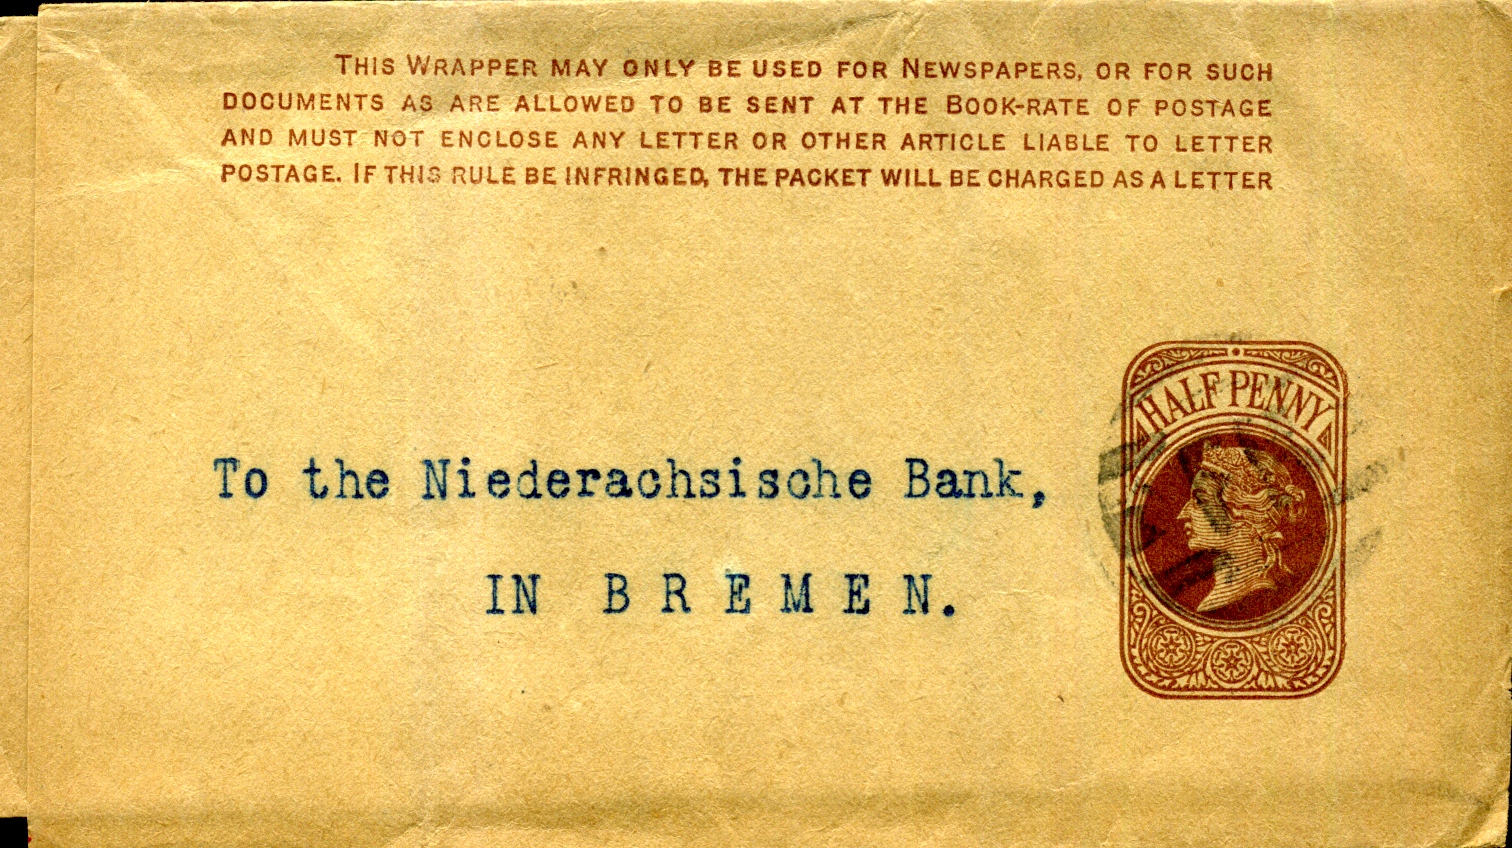 THIS WRAPPER MAY ONLY BE USED FOR NEWSPAPERS, OR FOR SUCH
DOCUMENTS AS ARE ALLOWED TO BE SENT AT THE BOOK-RATE OF POSTAGE
AND MUST NOT ENCLOSE ANY LETTER OR OTHER ARTICLE LIABLE TO LETTER
POSTAGE. IF THIS RULE BE INFRINGED, THE PACKET WILL BE CHARGED AS A LETTER
HALF PENNY
To the Niederachsische Bank,
IN BREMEN.